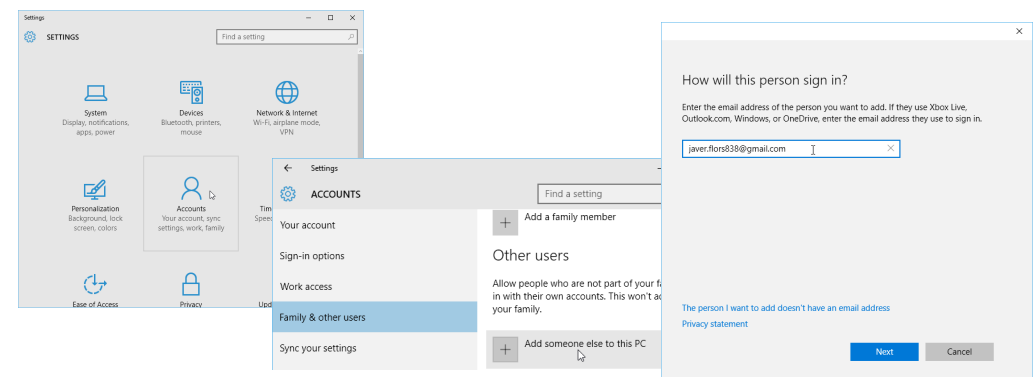 Settings
SETTINGS
Find a setting
System
Display, notifications,
apps, power
Devices
Bluetooth, printers,
mouse
Network & Internet
Wi-Fi, airplane mode,
VPN
Personalization
Background, lock
screen, colors
Accounts
Your account, sync
settings, work, family
Tim
Speec
Ease of Access
Privacy
Upd
Settings
ACCOUNTS
Find a setting
Your account
Sign-in options
Work access
Family & other users
Sync your settings
Add a family member
Other users
Allow people who are not part of your fa
in with their own accounts. This won't ad
your family.
Add someone else to this PC
How will this person sign in?
Enter the email address of the person you want to add. If they use Xbox Live,
Outlook.com, Windows, or OneDrive, enter the email address they use to sign in.
javer.flors838@gmail.com
The person I want to add doesn't have an email address
Privacy statement
Next
Cancel